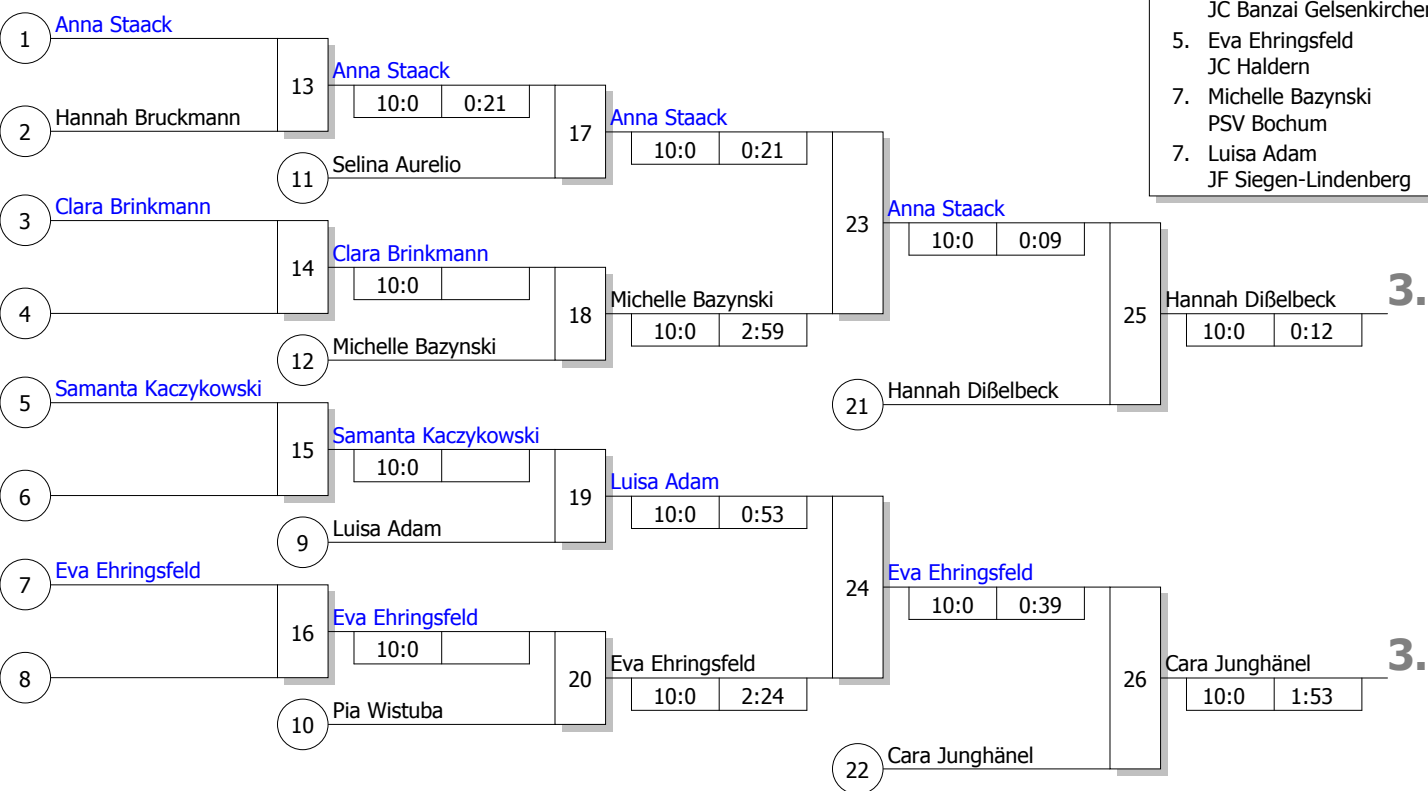 JC Banzai Gelsenkirchen
5. Eva Ehringsfeld
JC Haldern
7. Michelle Bazynski
PSV Bochum
7. Luisa Adam
JF Siegen-Lindenberg
1 Anna Staack
13 Anna Staack
10:0 0:21
2 Hannah Bruckmann
17 Anna Staack
10:0 0:21
11 Selina Aurelio
3 Clara Brinkmann
23 Anna Staack
10:0 0:09
14 Clara Brinkmann
10:0
4
18 Michelle Bazynski
10:0 2:59
12 Michelle Bazynski
25 Hannah Dißelbeck 3.
10:0 0:12
5 Samanta Kaczykowski
21 Hannah Dißelbeck
15 Samanta Kaczykowski
10:0
6
19 Luisa Adam
10:0 0:53
9 Luisa Adam
7 Eva Ehringsfeld
24 Eva Ehringsfeld
10:0 0:39
16 Eva Ehringsfeld
10:0
8
20 Eva Ehringsfeld
10:0 2:24
10 Pia Wistuba
26 Cara Junghänel 3.
10:0 1:53
22 Cara Junghänel